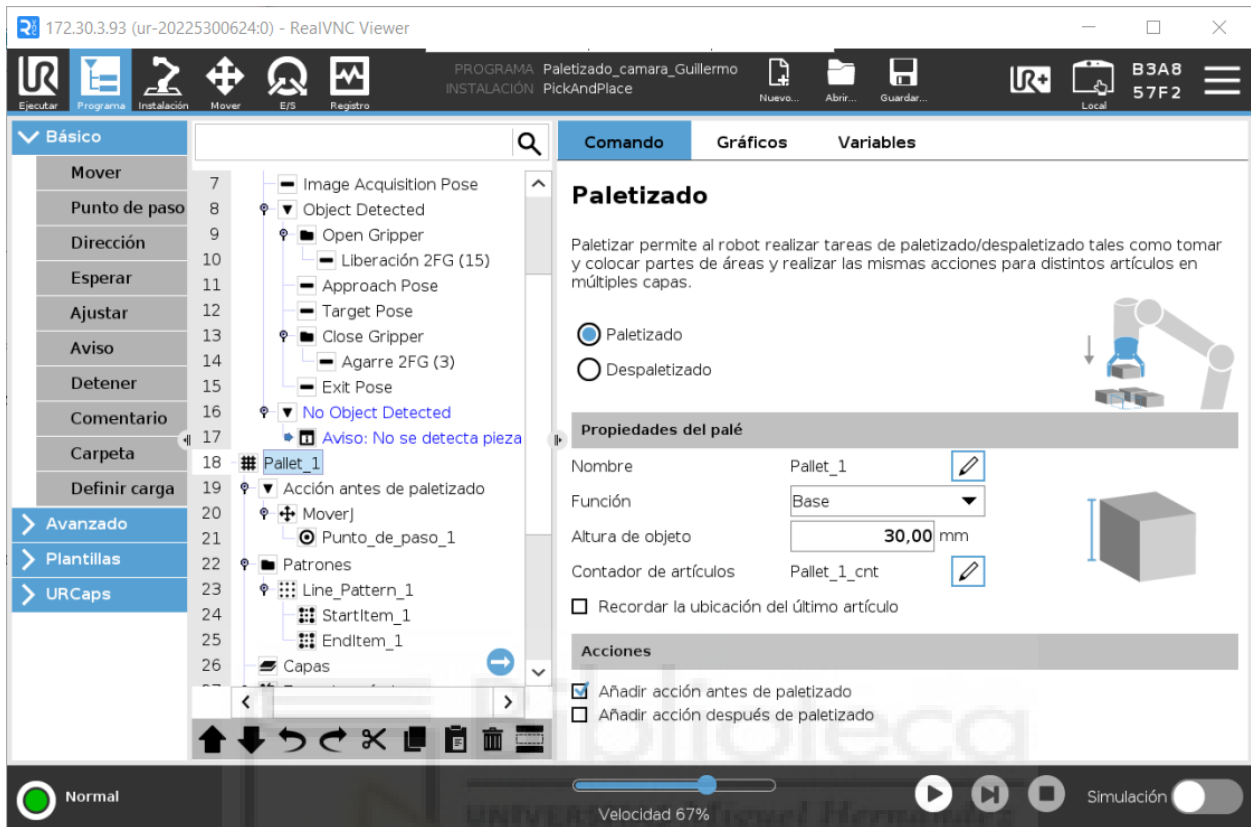 172.30.3.93 (ur-20225300624:0) - RealVNC Viewer
PROGRAMA Paletizado_camara_Guillermo
INSTALACIÓN PickAndPlace
B3A8
57F2
Ejecutar Programa Instalación Mover E/S Registro Nuevo... Abrir... Guardar... Local
Básico
Mover
Punto de paso
Dirección
Esperar
Ajustar
Aviso
Detener
Comentario
Carpeta
Definir carga
Avanzado
Plantillas
URCaps
7 Image Acquisition Pose
8 Object Detected
9 Open Gripper
10 Liberación 2FG (15)
11 Approach Pose
12 Target Pose
13 Close Gripper
14 Agarre 2FG (3)
15 Exit Pose
16 No Object Detected
17 Aviso: No se detecta pieza
18 Pallet_1
19 Acción antes de paletizado
20 MoverJ
21 Punto_de_paso_1
22 Patrones
23 Line_Pattern_1
24 StartItem_1
25 EndItem_1
26 Capas
Comando Gráficos Variables
Paletizado
Paletizar permite al robot realizar tareas de paletizado/despaletizado tales como tomar
y colocar partes de áreas y realizar las mismas acciones para distintos artículos en
múltiples capas.
Paletizado
Despaletizado
Propiedades del palé
Nombre Pallet_1
Función Base
Altura de objeto 30,00 mm
Contador de artículos Pallet_1_cnt
Recordar la ubicación del último artículo
Acciones
Añadir acción antes de paletizado
Añadir acción después de paletizado
Biblioteca
Normal
Velocidad 67%
Simulación
UNIVERSITAS Miguel Hernández